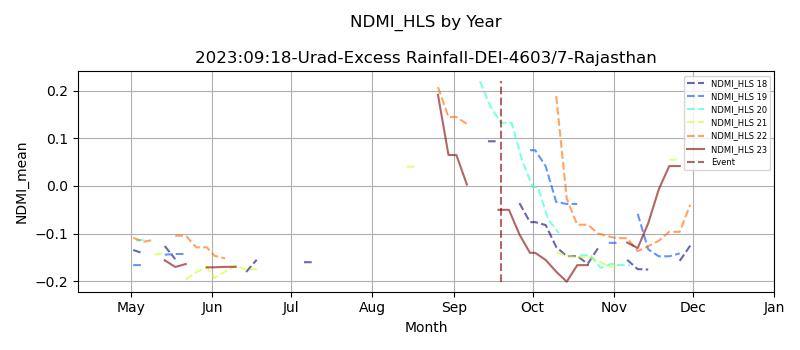 NDMI_HLS by Year
2023:09:18-Urad-Excess Rainfall-DEI-4603/7-Rajasthan
NDMI_mean
0.2
0.1
0.0
−0.1
−0.2
NDMI_HLS 18
NDMI_HLS 19
NDMI_HLS 20
NDMI_HLS 21
NDMI_HLS 22
NDMI_HLS 23
Event
May Jun Jul Aug Sep Oct Nov Dec Jan
Month